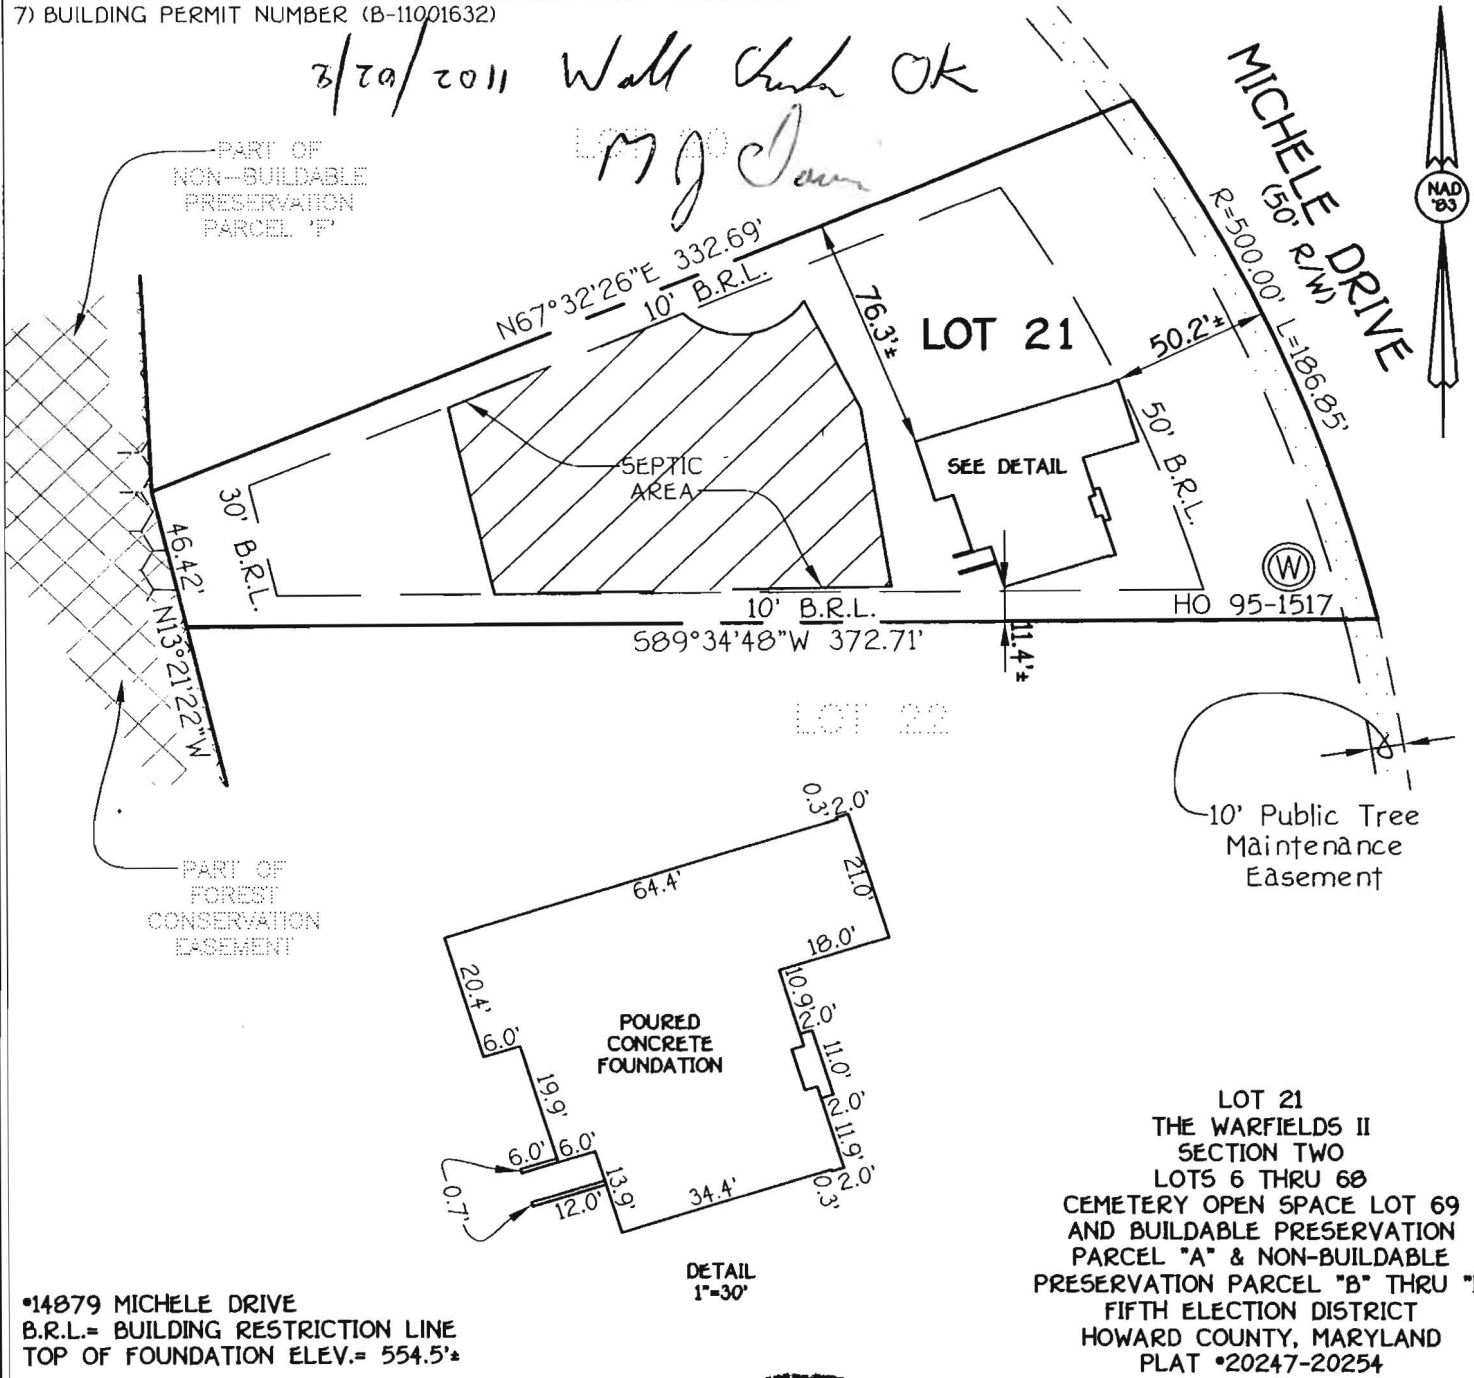 7) BUILDING PERMIT NUMBER (B-11001632)
/20/2011 Wall OK
LOT 20
M J
PART OF
NON-BUILDABLE
PRESERVATION
PARCEL 'F'
MICHELE DRIVE
(50' R/W)
R=500.00' L=186.85'
NAD
'83
N67°32'26"E 332.69'
10' B.R.L.
76.3'±
LOT 21
50.2'±
50' B.R.L.
SEE DETAIL
SEPTIC
AREA
30' B.R.L.
46.42'
N13°21'22"W
10' B.R.L.
W
HO 95-1517
S89°34'48"W 372.71'
11.4'±
LOT 22
10' Public Tree
Maintenance
Easement
PART OF
FOREST
CONSERVATION
EASEMENT
0.3'
2.0'
64.4'
21.0'
18.0'
20.4'
10.9'
2.0'
6.0'
POURED
CONCRETE
FOUNDATION
11.0'
19.9'
2.0'
11.9'
6.0'
6.0'
2.0'
0.3'
13.9'
34.4'
12.0'
0.7'
DETAIL
1"=30'
LOT 21
THE WARFIELDS II
SECTION TWO
LOTS 6 THRU 68
CEMETERY OPEN SPACE LOT 69
AND BUILDABLE PRESERVATION
PARCEL "A" & NON-BUILDABLE
PRESERVATION PARCEL "B" THRU
FIFTH ELECTION DISTRICT
HOWARD COUNTY, MARYLAND
PLAT •20247-20254
•14879 MICHELE DRIVE
B.R.L.= BUILDING RESTRICTION LINE
TOP OF FOUNDATION ELEV.= 554.5'±